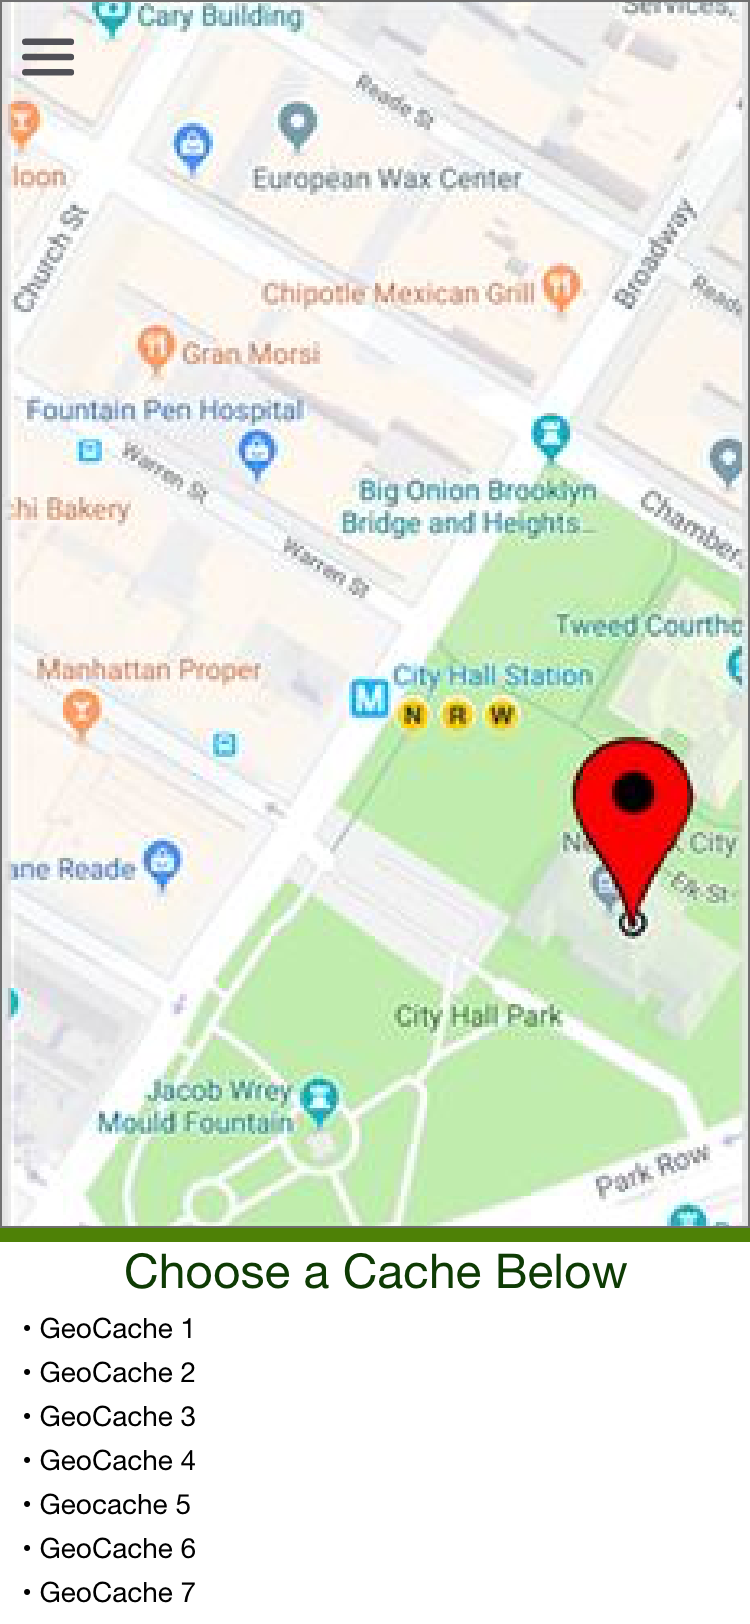 Services,
Cary Building
Reade St
European Wax Center
loon
Church St
Broadway
Chipotle Mexican Grill
Reade
Gran Morsi
Fountain Pen Hospital
Warren St
Big Onion Brooklyn
Bridge and Heights...
hi Bakery
Chamber
Warren St
Tweed Courtho
Manhattan Proper
City Hall Station
M
N R W
City
ane Reade
Elk St
City Hall Park
Jacob Wrey
Mould Fountain
Park Row
Choose a Cache Below
• GeoCache 1
• GeoCache 2
• GeoCache 3
• GeoCache 4
• Geocache 5
• GeoCache 6
• GeoCache 7